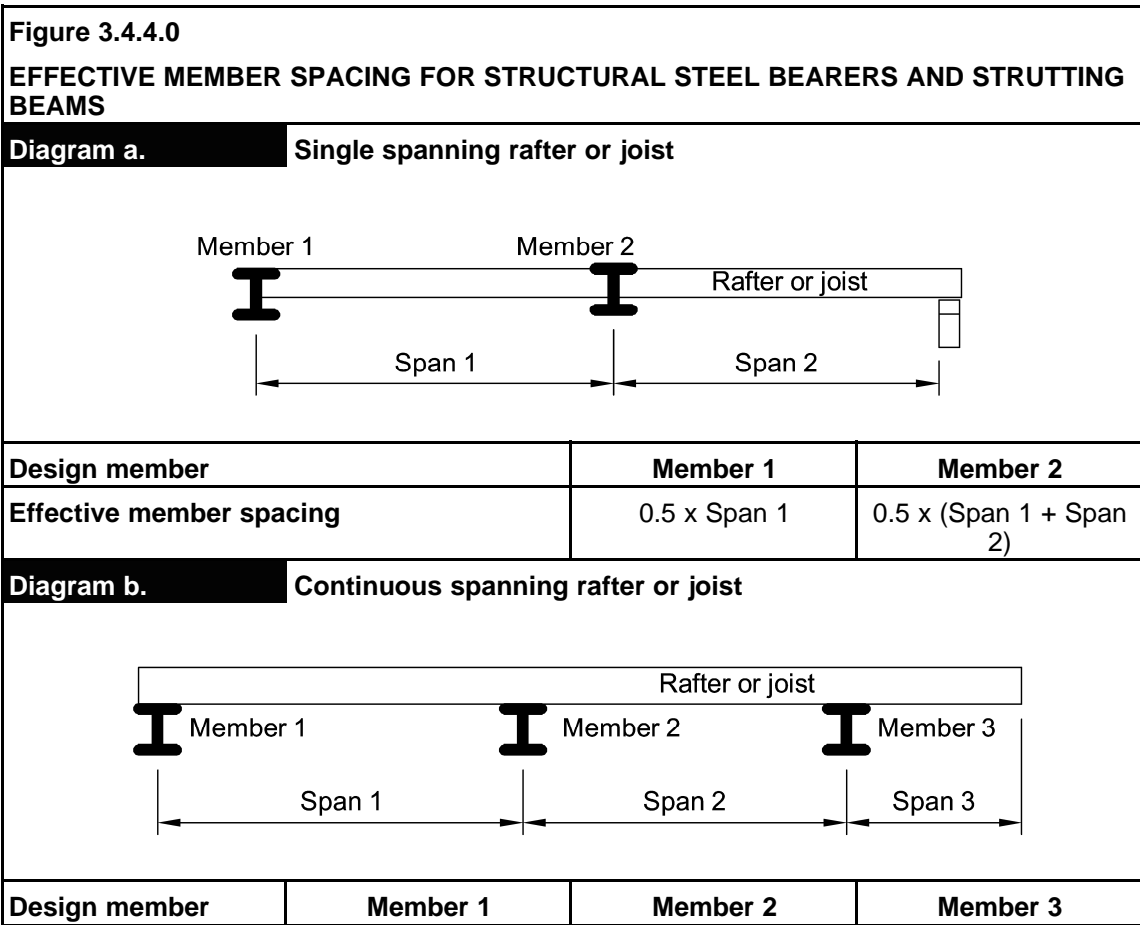 Figure 3.4.4.0
EFFECTIVE MEMBER SPACING FOR STRUCTURAL STEEL BEARERS AND STRUTTING
BEAMS
Diagram a. Single spanning rafter or joist
Member 1 Member 2
Rafter or joist
Span 1 Span 2
Design member Member 1 Member 2
Effective member spacing 0.5 x Span 1 0.5 x (Span 1 + Span
2)
Diagram b. Continuous spanning rafter or joist
Rafter or joist
Member 1 Member 2 Member 3
Span 1 Span 2 Span 3
Design member Member 1 Member 2 Member 3